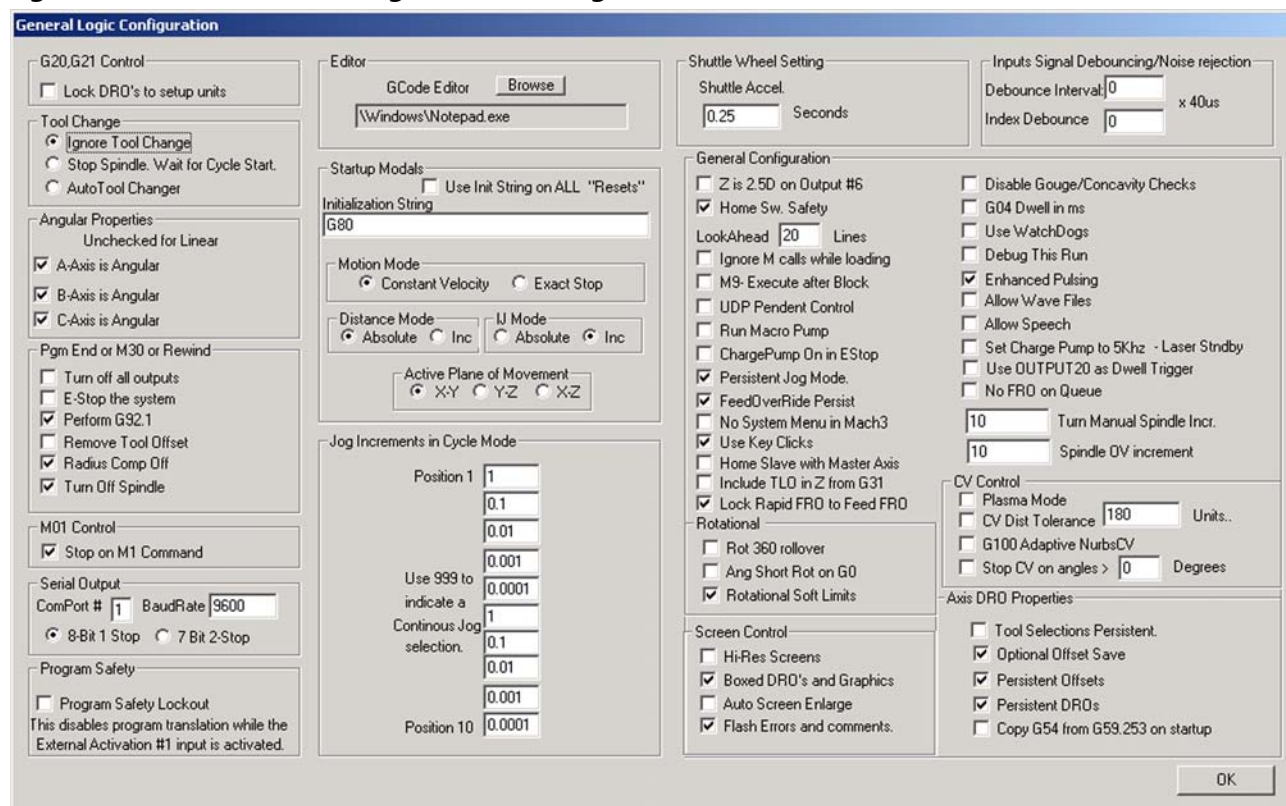 General Logic Configuration
G20,G21 Control
Lock DRO's to setup units
Tool Change
Ignore Tool Change
Stop Spindle. Wait for Cycle Start.
AutoTool Changer
Angular Properties
Unchecked for Linear
A-Axis is Angular
B-Axis is Angular
C-Axis is Angular
Pgm End or M30 or Rewind
Turn off all outputs
E-Stop the system
Perform G92.1
Remove Tool Offset
Radius Comp Off
Turn Off Spindle
M01 Control
Stop on M1 Command
Serial Output
ComPort # 1 BaudRate 9600
8-Bit 1 Stop 7 Bit 2-Stop
Program Safety
Program Safety Lockout
This disables program translation while the
External Activation #1 input is activated.
Editor
GCode Editor Browse
\Windows\Notepad.exe
Startup Modals
Use Init String on ALL "Resets"
Initialization String
G80
Motion Mode
Constant Velocity Exact Stop
Distance Mode
Absolute Inc
IJ Mode
Absolute Inc
Active Plane of Movement
X-Y Y-Z X-Z
Jog Increments in Cycle Mode
Position 1 1
0.1
0.01
0.001
Use 999 to
indicate a
Continous Jog
selection.
0.0001
1
0.1
0.01
0.001
Position 10 0.0001
Shuttle Wheel Setting
Shuttle Accel.
0.25 Seconds
Inputs Signal Debouncing/Noise rejection
Debounce Interval: 0
x 40us
Index Debounce 0
General Configuration
Z is 2.5D on Output #6
Home Sw. Safety
LookAhead 20 Lines
Ignore M calls while loading
M9- Execute after Block
UDP Pendent Control
Run Macro Pump
ChargePump On in EStop
Persistent Jog Mode.
FeedOverRide Persist
No System Menu in Mach3
Use Key Clicks
Home Slave with Master Axis
Include TLO in Z from G31
Lock Rapid FRO to Feed FRO
Disable Gouge/Concavity Checks
G04 Dwell in ms
Use WatchDogs
Debug This Run
Enhanced Pulsing
Allow Wave Files
Allow Speech
Set Charge Pump to 5Khz - Laser Stndby
Use OUTPUT20 as Dwell Trigger
No FRO on Queue
10 Turn Manual Spindle Incr.
10 Spindle OV increment
Rotational
Rot 360 rollover
Ang Short Rot on G0
Rotational Soft Limits
Screen Control
Hi-Res Screens
Boxed DRO's and Graphics
Auto Screen Enlarge
Flash Errors and comments.
CV Control
Plasma Mode
CV Dist Tolerance 180 Units..
G100 Adaptive NurbsCV
Stop CV on angles > 0 Degrees
Axis DRO Properties
Tool Selections Persistent.
Optional Offset Save
Persistent Offsets
Persistent DROs
Copy G54 from G59.253 on startup
OK